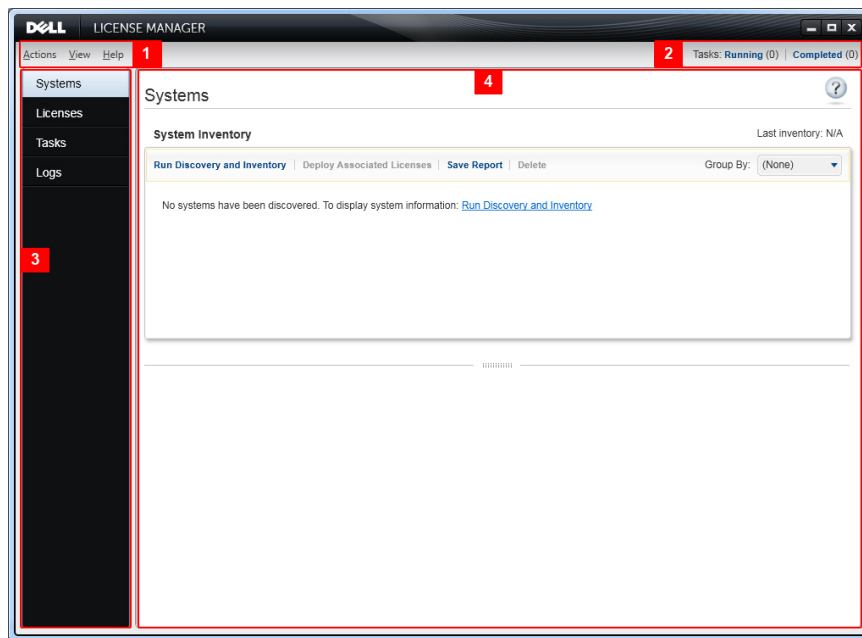 DELL LICENSE MANAGER
Actions View Help 1 2 Tasks: Running (0) | Completed (0)
4
Systems
Licenses
Tasks
Logs
3
Systems ?
System Inventory Last inventory: N/A
Run Discovery and Inventory | Deploy Associated Licenses | Save Report | Delete Group By: (None)
No systems have been discovered. To display system information: Run Discovery and Inventory